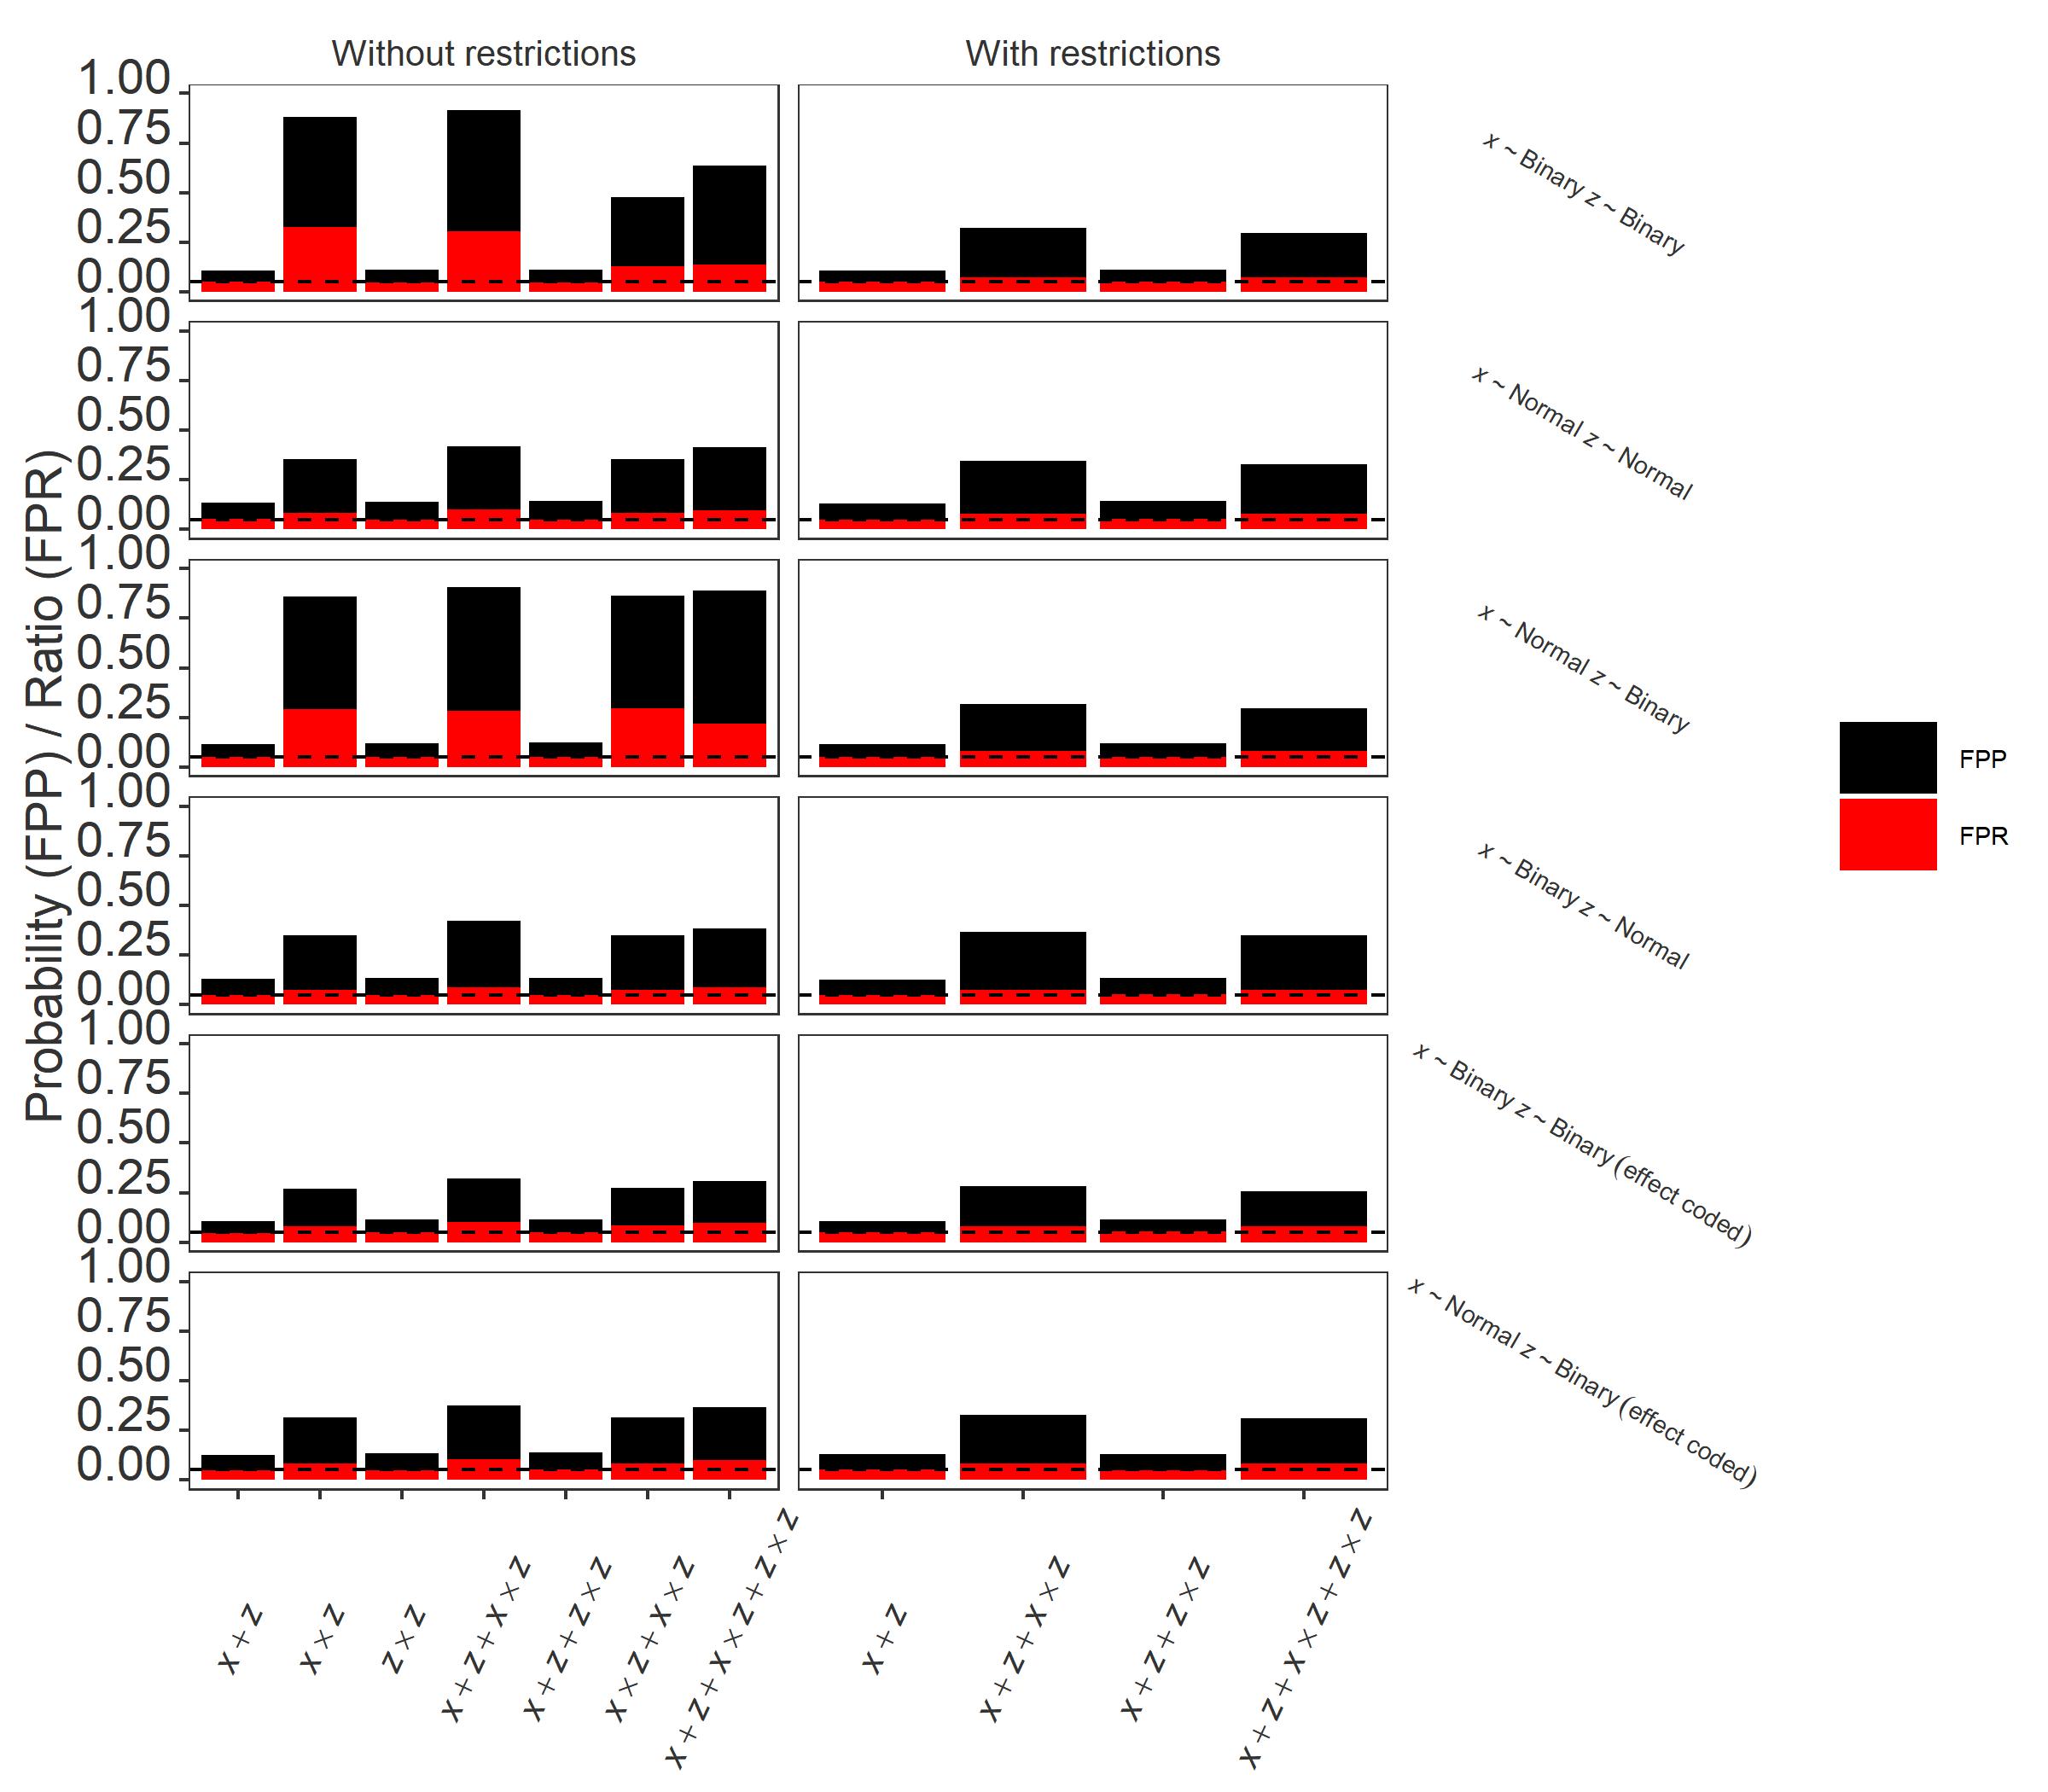 Without restrictions
With restrictions
Probability (FPP) / Ratio (FPR)
1.00
0.75
0.50
0.25
0.00
x ~ Binary z ~ Binary
1.00
0.75
0.50
0.25
0.00
x ~ Normal z ~ Normal
1.00
0.75
0.50
0.25
0.00
x ~ Normal z ~ Binary
1.00
0.75
0.50
0.25
0.00
x ~ Binary z ~ Normal
1.00
0.75
0.50
0.25
0.00
x ~ Binary z ~ Binary (effect coded)
1.00
0.75
0.50
0.25
0.00
x ~ Normal z ~ Binary (effect coded)
x + z
x × z
z × z
x + z + x × z
x + z + z × z
x × z + x × z
x + z + x × z + z × z
x + z
x + z + x × z
x + z + z × z
x + z + x × z + z × z
FPP
FPR